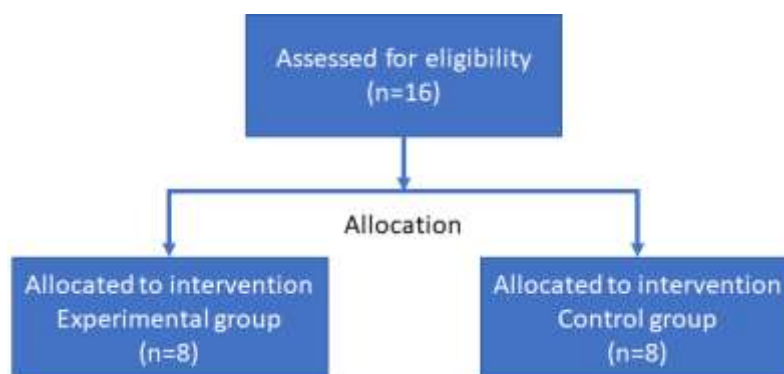 Assessed for eligibility
(n=16)
Allocation
Allocated to intervention
Experimental group
(n=8)
Allocated to intervention
Control group
(n=8)